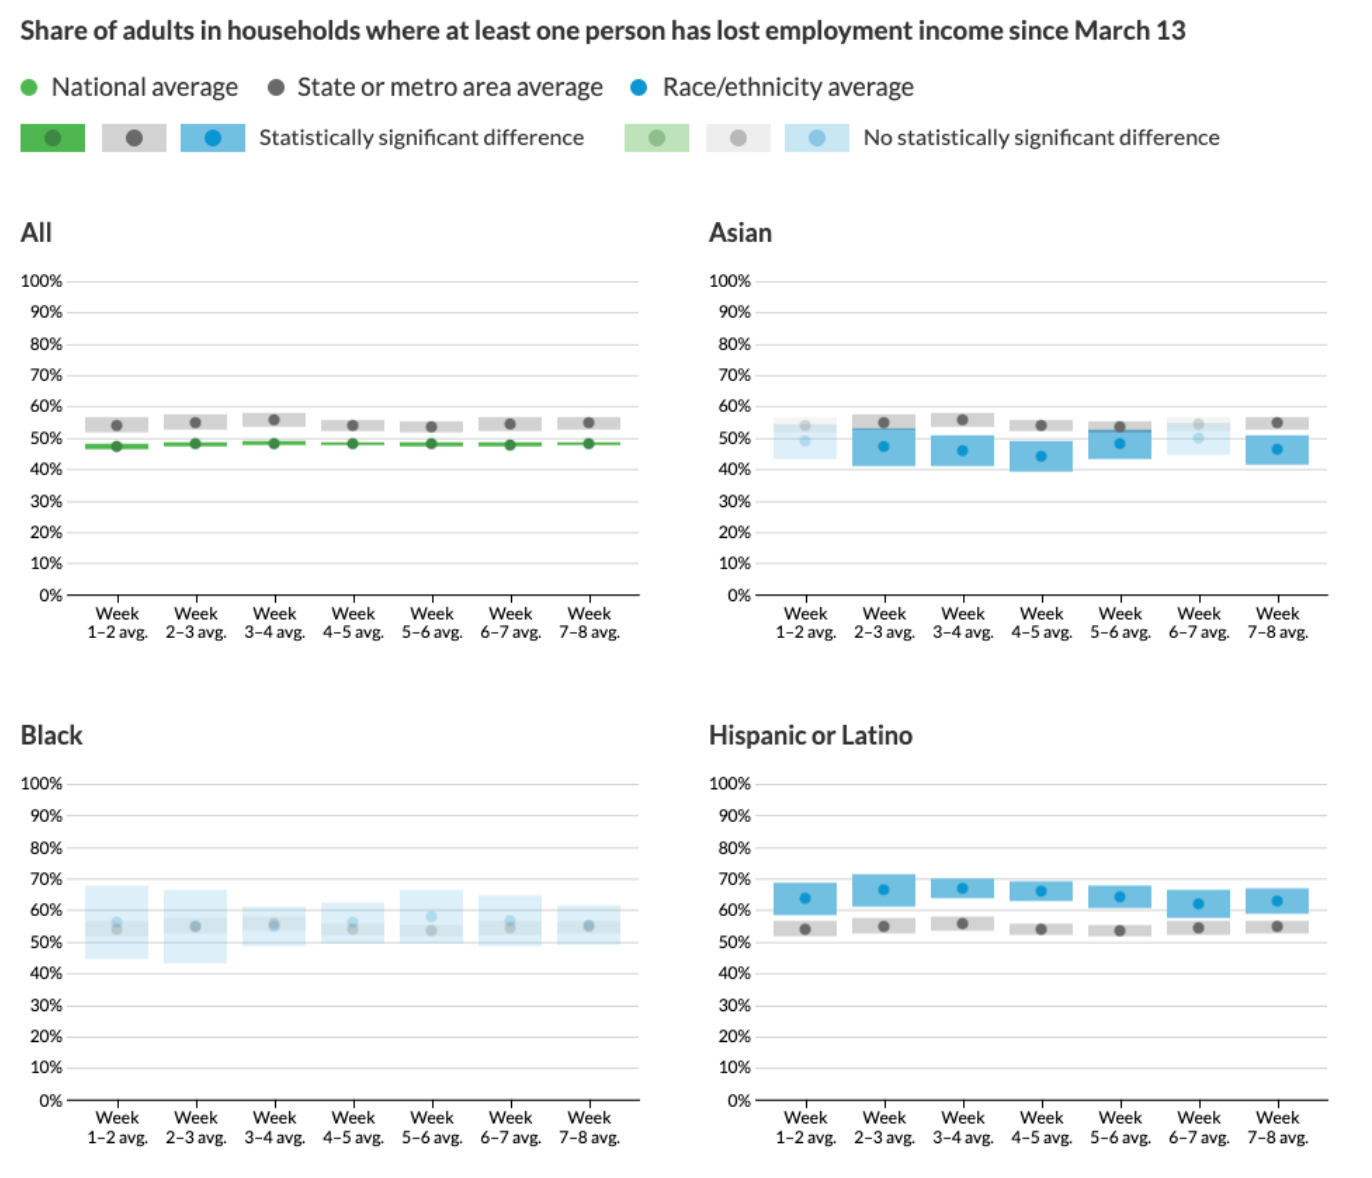 Share of adults in households where at least one person has lost employment income since March 13
National average State or metro area average Race/ethnicity average
Statistically significant difference No statistically significant difference
All
100%
90%
80%
70%
60%
50%
40%
30%
20%
10%
0%
Week Week Week Week Week Week Week
1–2 avg. 2–3 avg. 3–4 avg. 4–5 avg. 5–6 avg. 6–7 avg. 7–8 avg.
Asian
100%
90%
80%
70%
60%
50%
40%
30%
20%
10%
0%
Week Week Week Week Week Week Week
1–2 avg. 2–3 avg. 3–4 avg. 4–5 avg. 5–6 avg. 6–7 avg. 7–8 avg.
Black
100%
90%
80%
70%
60%
50%
40%
30%
20%
10%
0%
Week Week Week Week Week Week Week
1–2 avg. 2–3 avg. 3–4 avg. 4–5 avg. 5–6 avg. 6–7 avg. 7–8 avg.
Hispanic or Latino
100%
90%
80%
70%
60%
50%
40%
30%
20%
10%
0%
Week Week Week Week Week Week Week
1–2 avg. 2–3 avg. 3–4 avg. 4–5 avg. 5–6 avg. 6–7 avg. 7–8 avg.